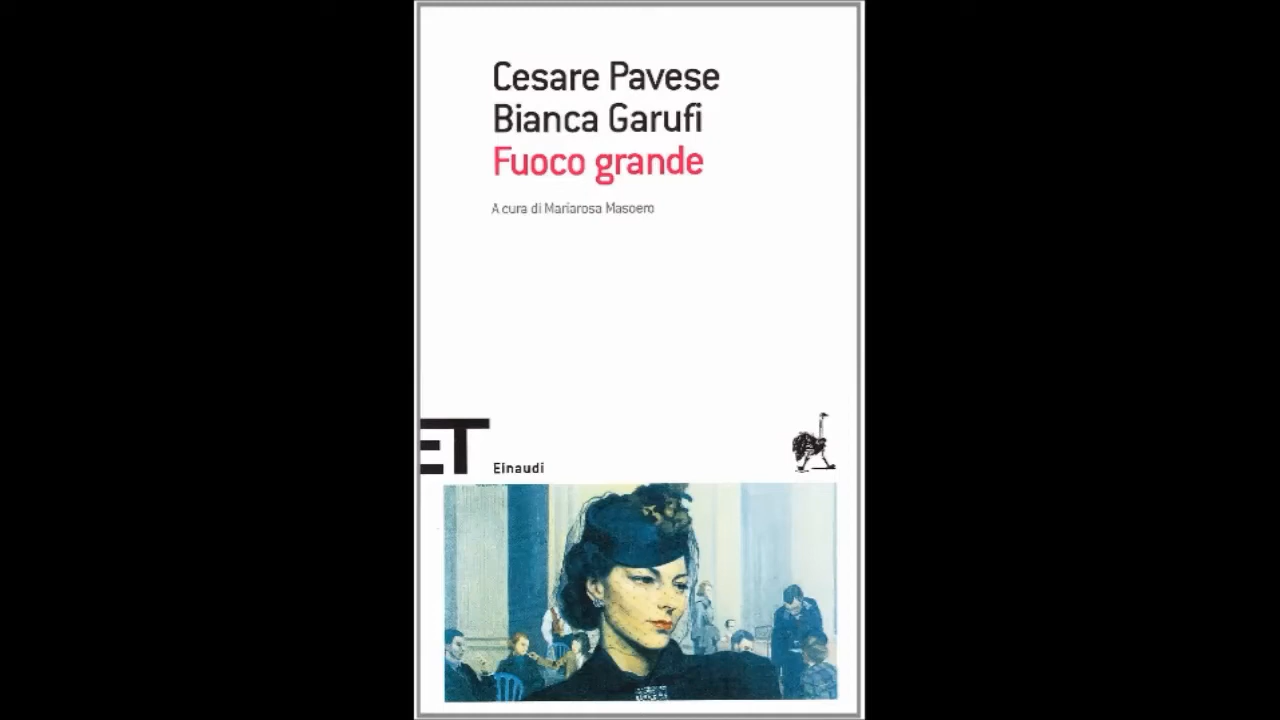 Cesare Pavese
Bianca Garufi
Fuoco grande
A cura di Mariarosa Masoero
ET
Einaudi